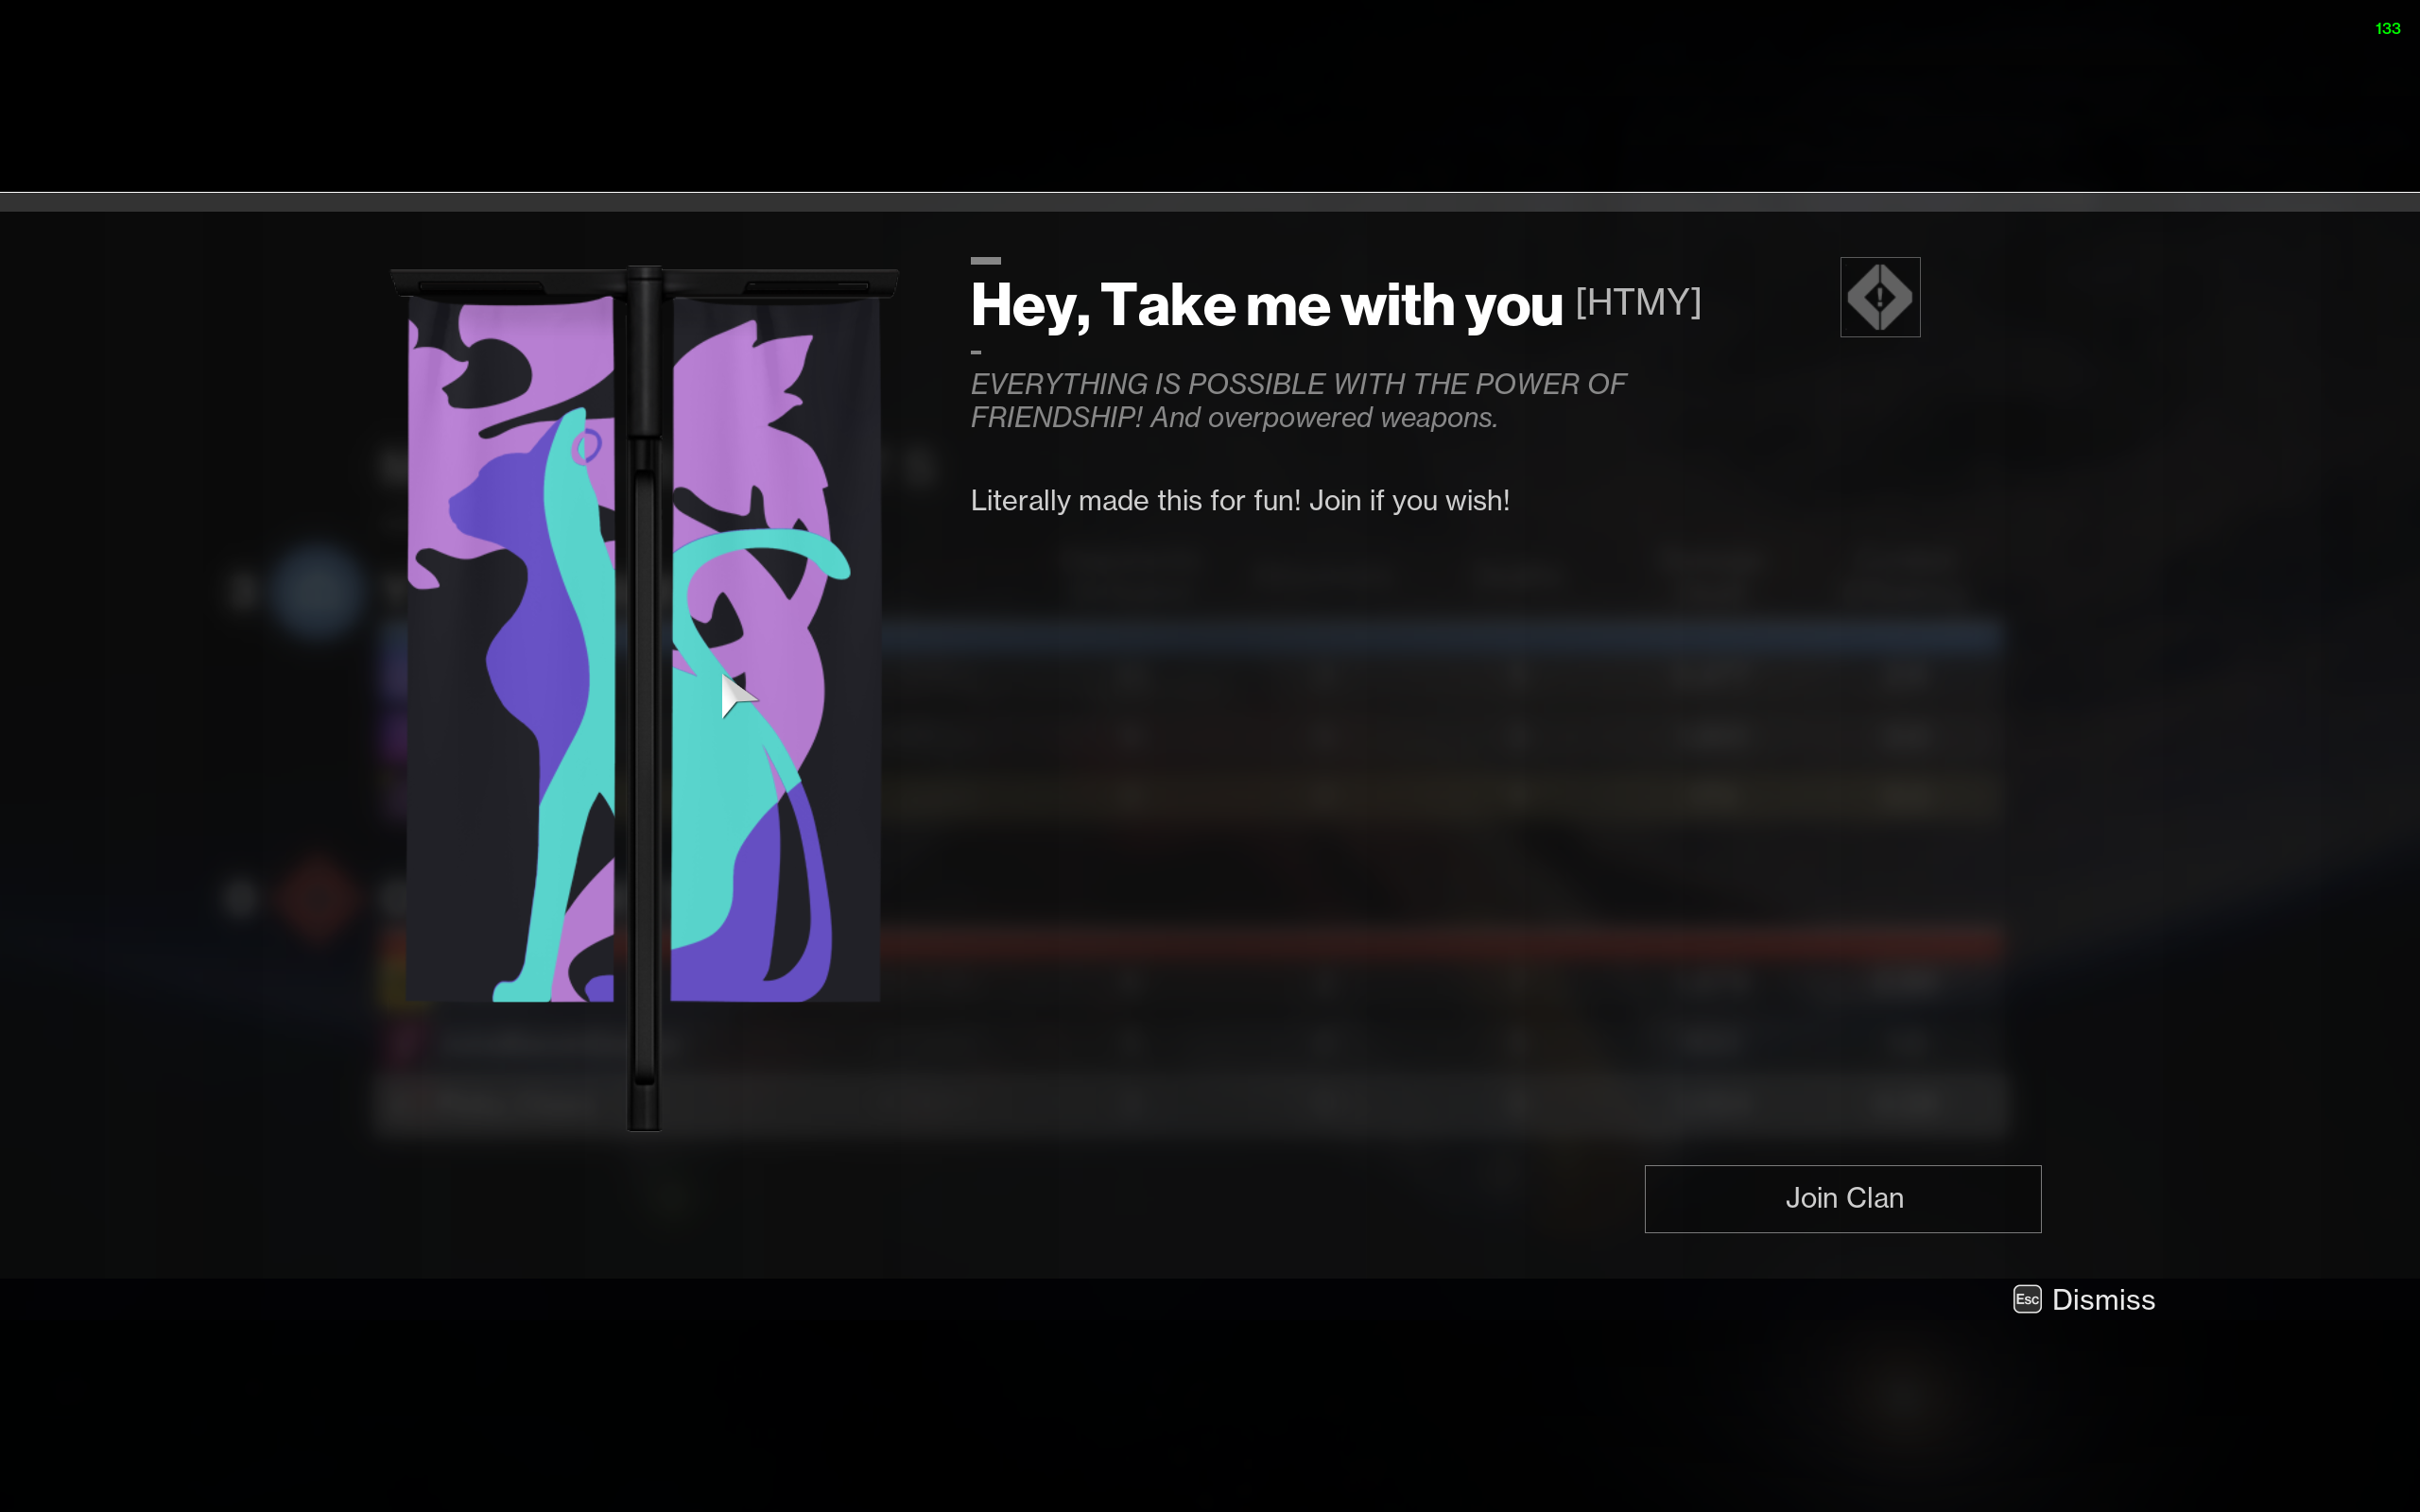 133
Hey, Take me with you [HTMY]
EVERYTHING IS POSSIBLE WITH THE POWER OF
FRIENDSHIP! And overpowered weapons.
Literally made this for fun! Join if you wish!
Join Clan
Esc Dismiss